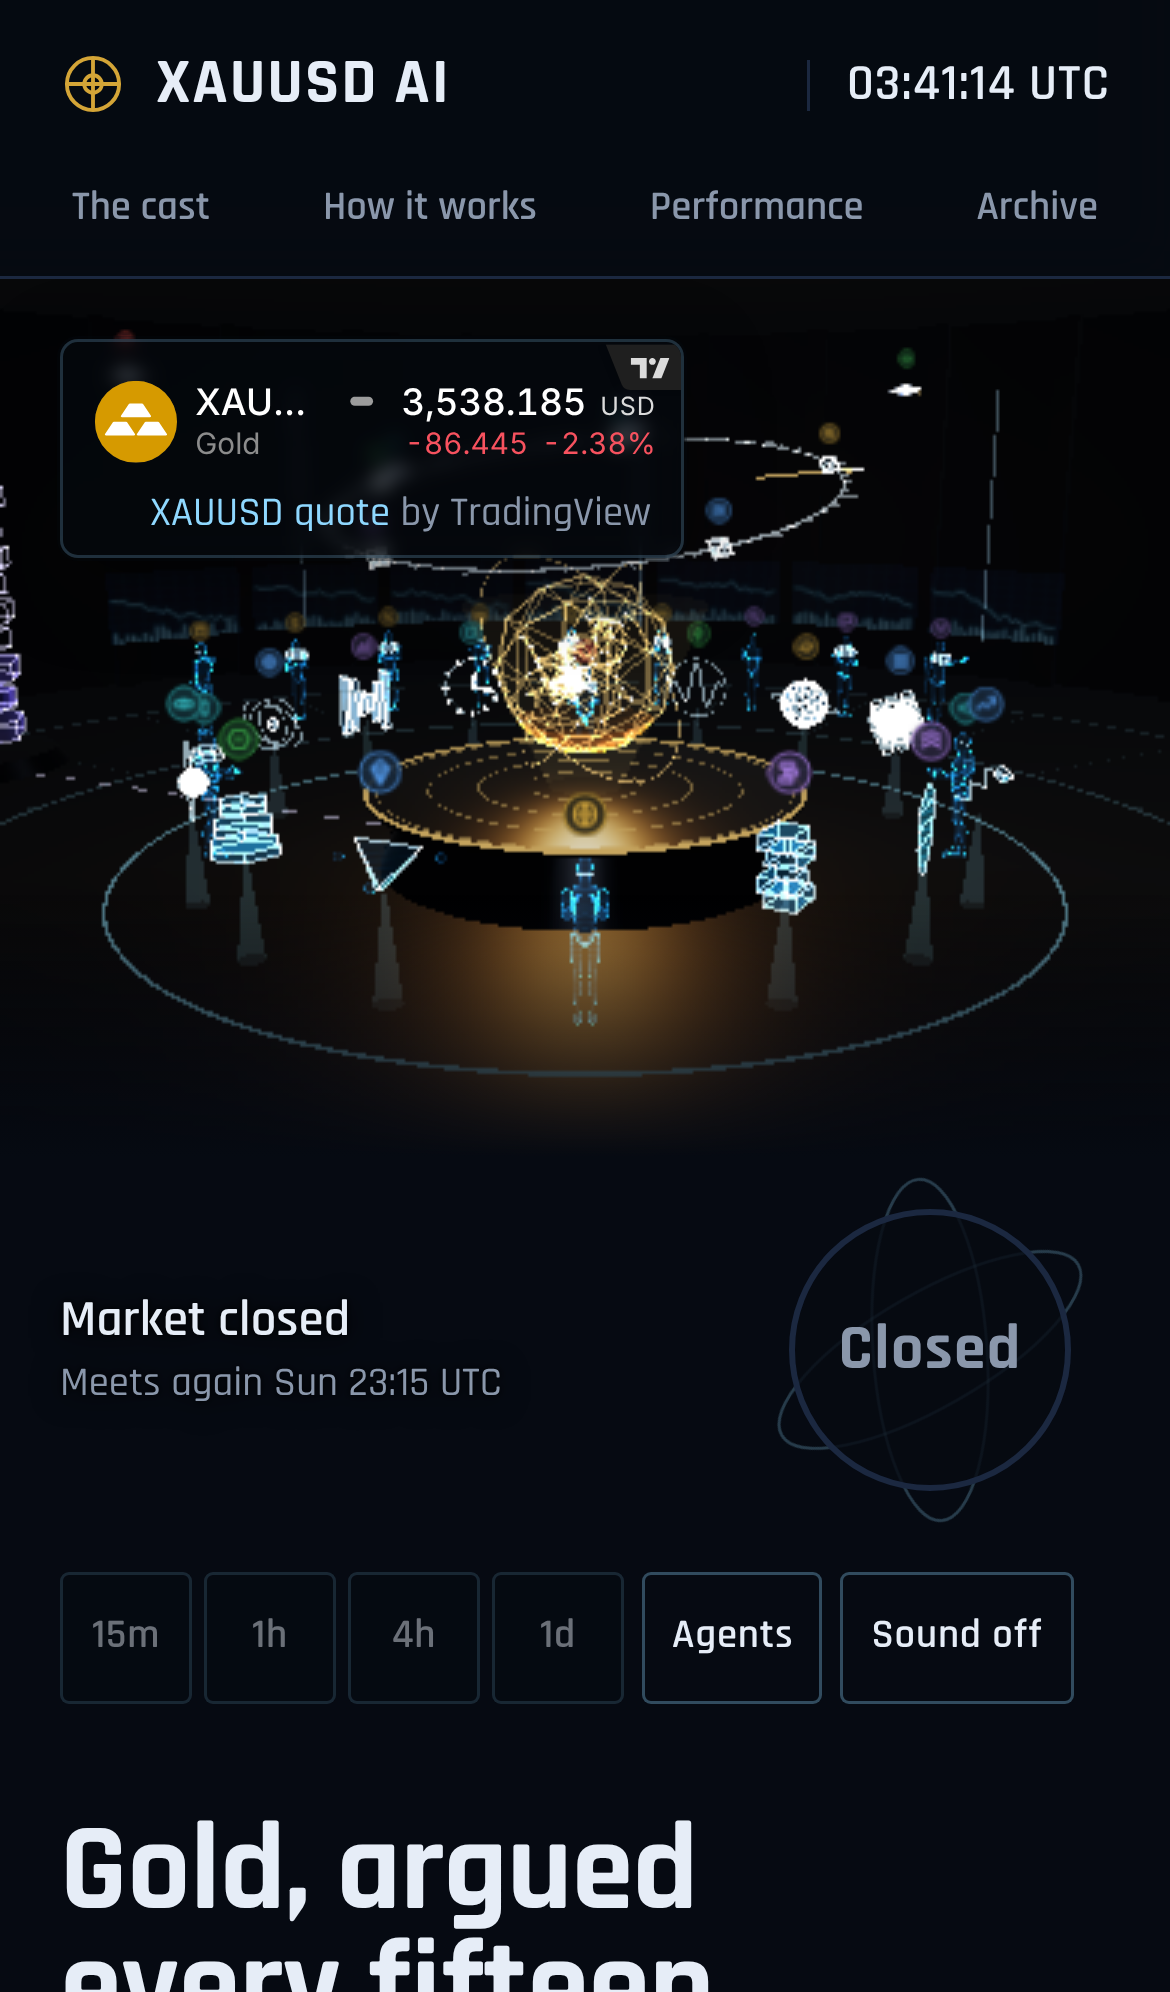 XAUUSD AI
03:41:14 UTC
The cast
How it works
Performance
Archive
XAU...
3,538.185 USD
Gold
-86.445 -2.38%
XAUUSD quote by TradingView
Market closed
Meets again Sun 23:15 UTC
Closed
15m
1h
4h
1d
Agents
Sound off
Gold, argued
every fifteen